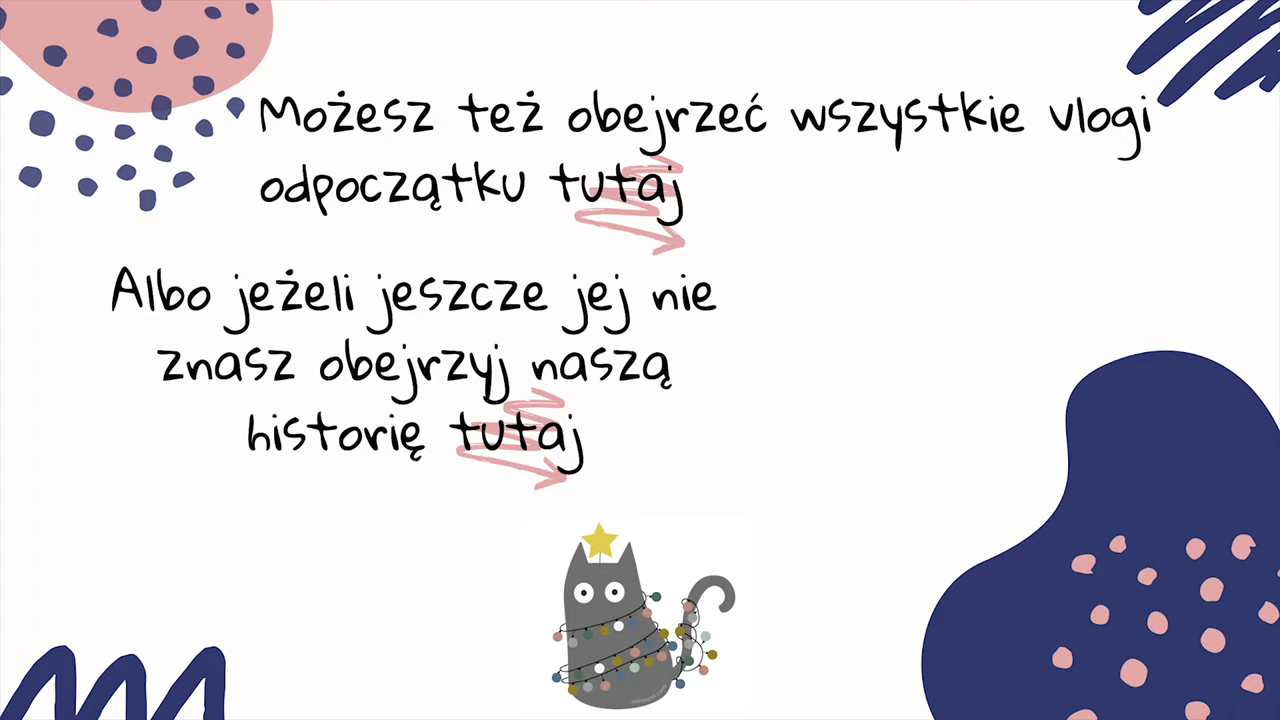 Możesz też obejrzeć wszystkie vlogi
odpoczątku tutaj
Albo jeżeli jeszcze jej nie
znasz obejrzyj naszą
historię tutaj